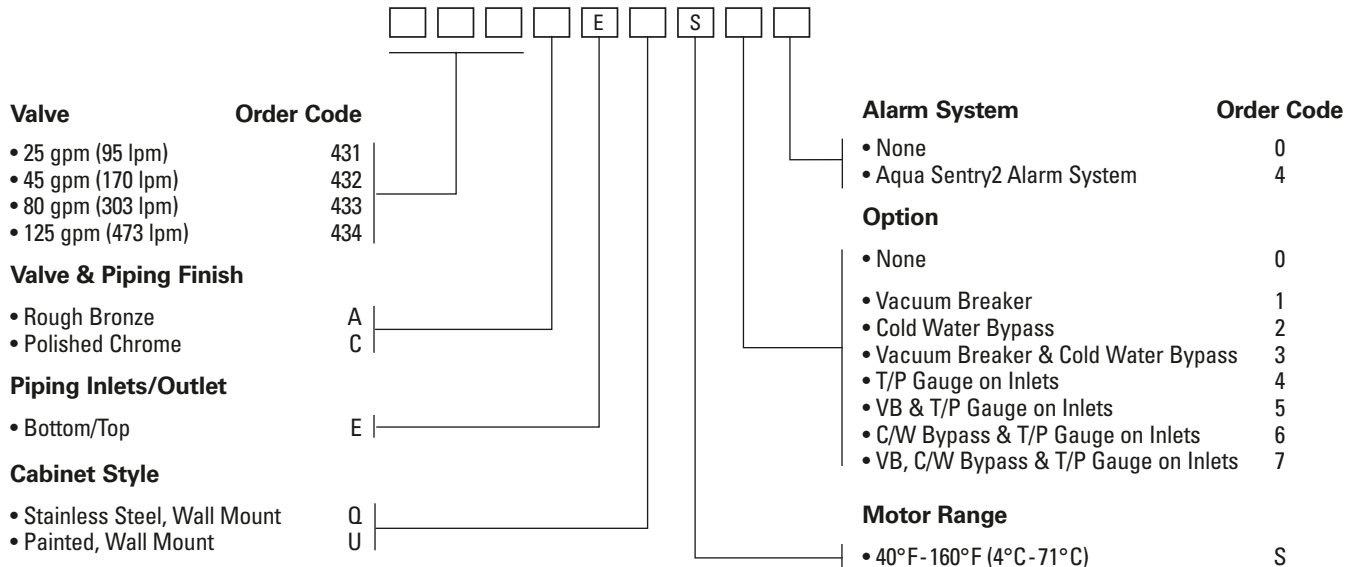 E S
Valve Order Code
• 25 gpm (95 lpm) 431
• 45 gpm (170 lpm) 432
• 80 gpm (303 lpm) 433
• 125 gpm (473 lpm) 434
Valve & Piping Finish
• Rough Bronze A
• Polished Chrome C
Piping Inlets/Outlet
• Bottom/Top E
Cabinet Style
• Stainless Steel, Wall Mount Q
• Painted, Wall Mount U
Alarm System Order Code
• None 0
• Aqua Sentry2 Alarm System 4
Option
• None 0
• Vacuum Breaker 1
• Cold Water Bypass 2
• Vacuum Breaker & Cold Water Bypass 3
• T/P Gauge on Inlets 4
• VB & T/P Gauge on Inlets 5
• C/W Bypass & T/P Gauge on Inlets 6
• VB, C/W Bypass & T/P Gauge on Inlets 7
Motor Range
• 40°F-160°F (4°C-71°C) S